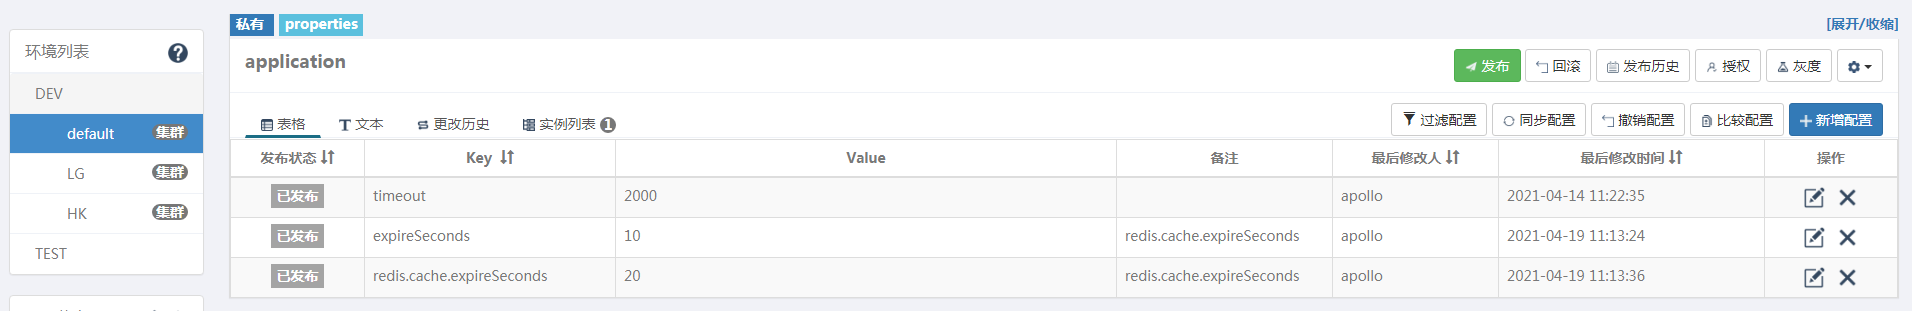 私有 properties [展开/收缩]
环境列表
DEV
default 集群
LG 集群
HK 集群
TEST
application
发布 回滚 发布历史 授权 灰度
表格 文本 更改历史 实例列表 1
过滤配置 同步配置 撤销配置 比较配置 新增配置
发布状态 Key Value 备注 最后修改人 最后修改时间 操作
已发布 timeout 2000 apollo 2021-04-14 11:22:35
已发布 expireSeconds 10 redis.cache.expireSeconds apollo 2021-04-19 11:13:24
已发布 redis.cache.expireSeconds 20 redis.cache.expireSeconds apollo 2021-04-19 11:13:36